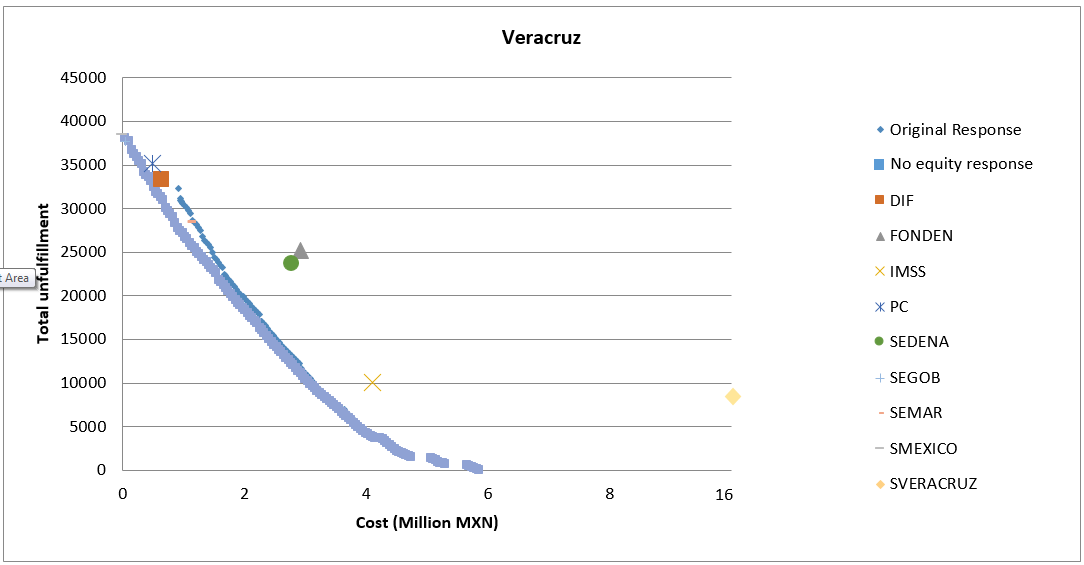 Veracruz
45000
40000
35000
30000
25000
20000
15000
10000
5000
0
Total unfulfillment
t Area
0
2
4
6
8
16
Cost (Million MXN)
Original Response
No equity response
DIF
FONDEN
IMSS
PC
SEDENA
SEGOB
SEMAR
SMEXICO
SVERACRUZ